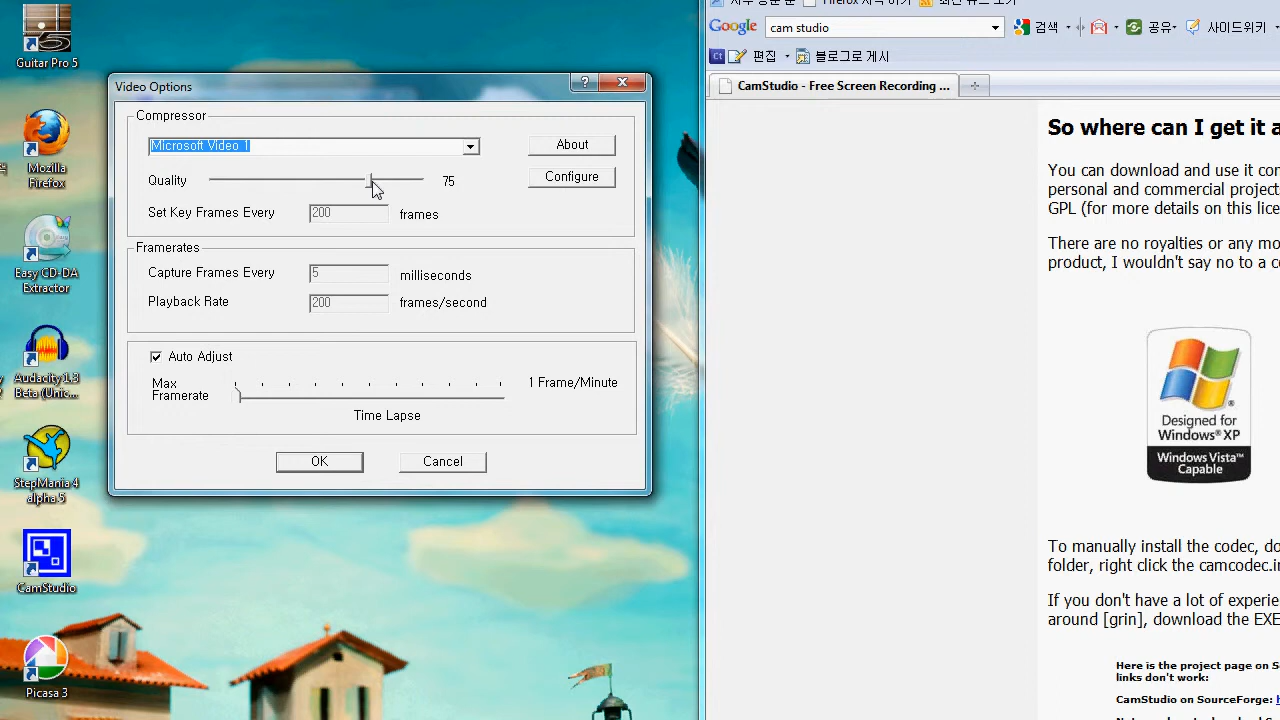 Guitar Pro 5
Mozilla
Firefox
Easy CD-DA
Extractor
Audacity 1.3
Beta (Unic...
StepMania 4
alpha 5
CamStudio
Picasa 3
Video Options
?
Compressor
Microsoft Video 1
About
Quality
75
Configure
Set Key Frames Every
200
frames
Framerates
Capture Frames Every
5
milliseconds
Playback Rate
200
frames/second
Auto Adjust
Max
Framerate
1 Frame/Minute
Time Lapse
OK
Cancel
Google
cam studio
검색
공유
사이드위키
Ct
편집
블로그로 게시
CamStudio - Free Screen Recording ...
So where can I get it a
You can download and use it co
personal and commercial project
GPL (for more details on this lice
There are no royalties or any mo
product, I wouldn't say no to a c
Designed for
Windows® XP
Windows Vista™
Capable
To manually install the codec, do
folder, right click the camcodec.in
If you don't have a lot of experie
around [grin], download the EXE
Here is the project page on S
links don't work:
CamStudio on SourceForge: h